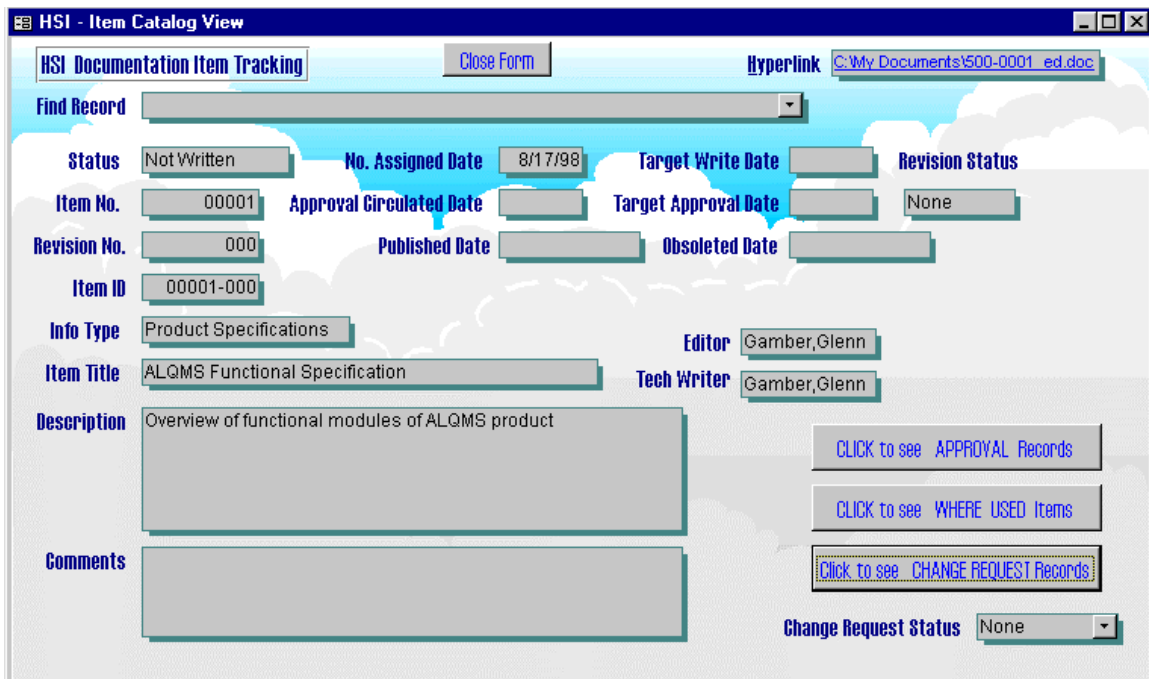 HSI - Item Catalog View
HSI Documentation Item Tracking
Close Form
Hyperlink C:\My Documents\500-0001_ed.doc
Find Record
Status Not Written No. Assigned Date 8/17/98 Target Write Date Revision Status
Item No. 00001 Approval Circulated Date Target Approval Date None
Revision No. 000 Published Date Obsoleted Date
Item ID 00001-000
Info Type Product Specifications
Editor Gamber,Glenn
Item Title ALQMS Functional Specification
Tech Writer Gamber,Glenn
Description Overview of functional modules of ALQMS product
CLICK to see APPROVAL Records
CLICK to see WHERE USED Items
Comments
Click to see CHANGE REQUEST Records
Change Request Status None